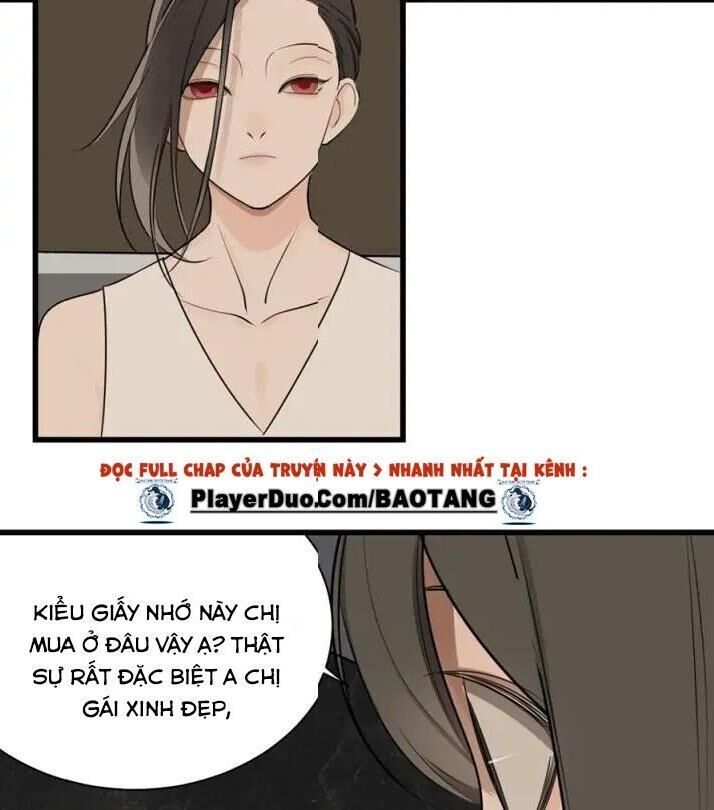 ĐỌC FULL CHAP CỦA TRUYỆN NÀY > NHANH NHẤT TẠI KÊNH :
PlayerDuo.Com/BAOTANG
KIỂU GIẤY NHỚ NÀY CHỊ
MUA Ở ĐÂU VẬY Ạ? THẬT
SỰ RẤT ĐẶC BIỆT A CHỊ
GÁI XINH ĐẸP,